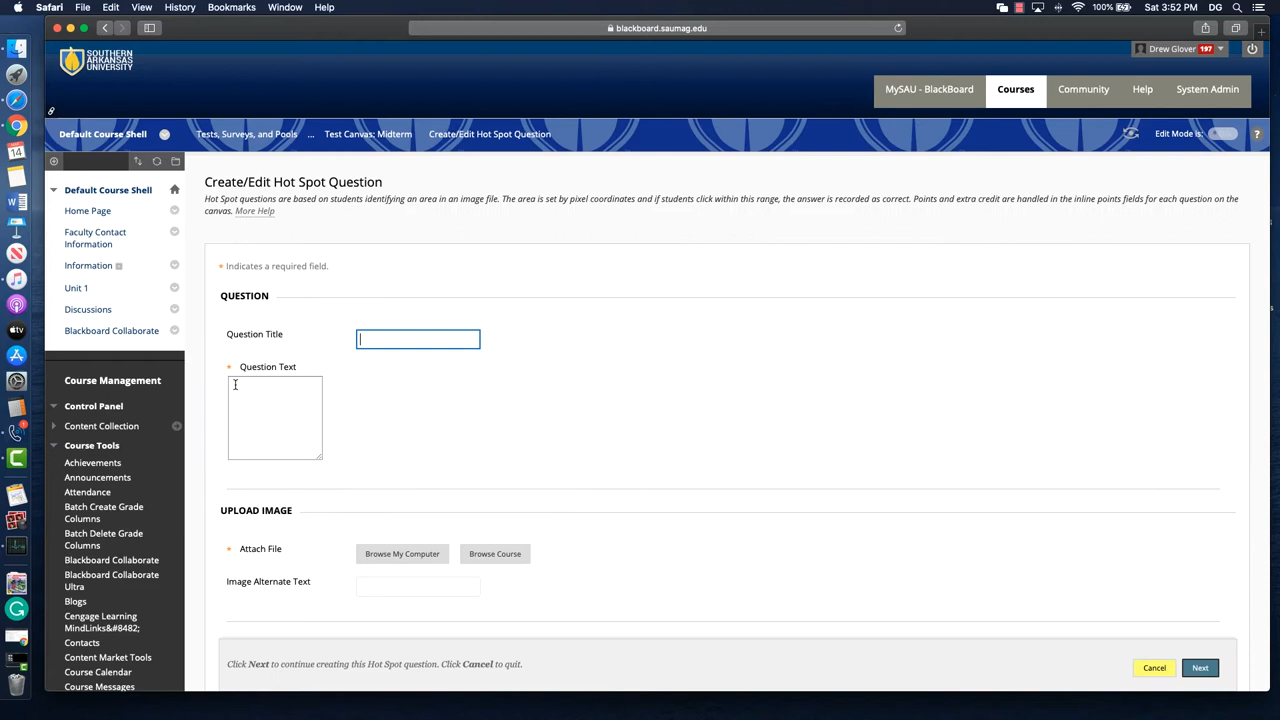 Safari File Edit View History Bookmarks Window Help 100% Sat 3:52 PM DG
blackboard.saumag.edu
SOUTHERN
ARKANSAS
UNIVERSITY
Drew Glover 197
MySAU - BlackBoard Courses Community Help System Admin
Default Course Shell Tests, Surveys, and Pools ... Test Canvas: Midterm Create/Edit Hot Spot Question Edit Mode is: ?
Default Course Shell
Home Page
Faculty Contact
Information
Information
Unit 1
Discussions
Blackboard Collaborate
Course Management
Control Panel
Content Collection
Course Tools
Achievements
Announcements
Attendance
Batch Create Grade
Columns
Batch Delete Grade
Columns
Blackboard Collaborate
Blackboard Collaborate
Ultra
Blogs
Cengage Learning
MindLinks&#8482;
Contacts
Content Market Tools
Course Calendar
Course Messages
Create/Edit Hot Spot Question
Hot Spot questions are based on students identifying an area in an image file. The area is set by pixel coordinates and if students click within this range, the answer is recorded as correct. Points and extra credit are handled in the inline points fields for each question on the
canvas. More Help
* Indicates a required field.
QUESTION
Question Title
* Question Text
UPLOAD IMAGE
* Attach File Browse My Computer Browse Course
Image Alternate Text
Click Next to continue creating this Hot Spot question. Click Cancel to quit. Cancel Next